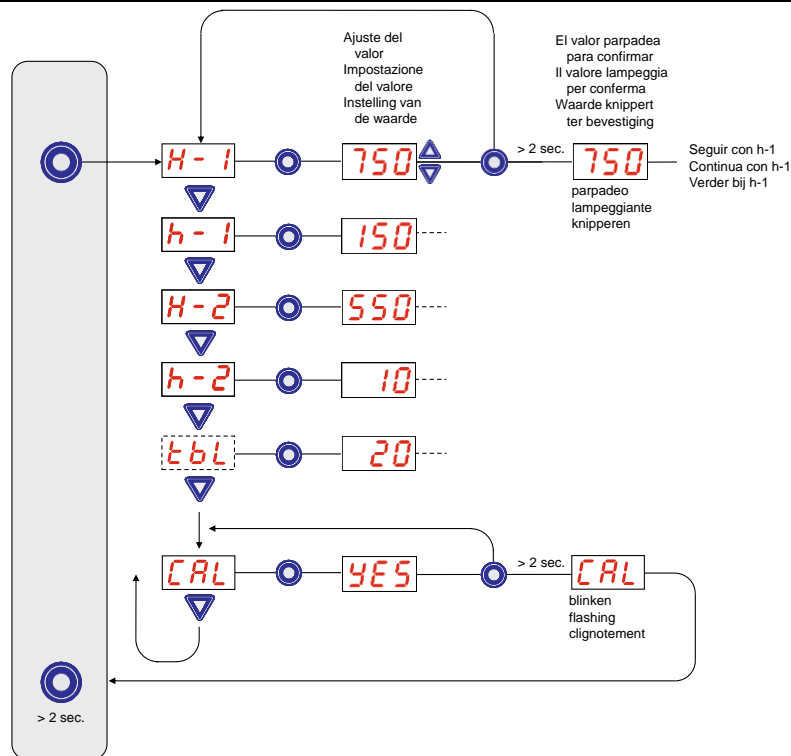 Ajuste del
valor
Impostazione
del valore
Instelling van
de waarde
El valor parpadea
para confirmar
Il valore lampeggia
per conferma
Waarde knippert
ter bevestiging
H-1
750
> 2 sec.
750
Seguir con h-1
Continua con h-1
Verder bij h-1
parpadeo
lampeggiante
knipperen
h-1
150
H-2
550
h-2
10
tbL
20
CAL
YES
> 2 sec.
CAL
blinken
flashing
clignotement
> 2 sec.